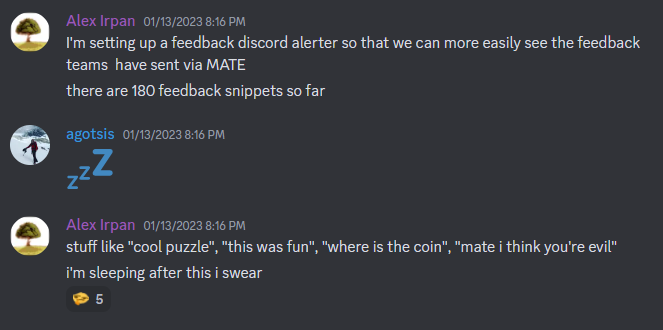 Alex Irpan 01/13/2023 8:16 PM
I'm setting up a feedback discord alerter so that we can more easily see the feedback
teams have sent via MATE
there are 180 feedback snippets so far
agotsis 01/13/2023 8:16 PM
zzZ
Alex Irpan 01/13/2023 8:16 PM
stuff like "cool puzzle", "this was fun", "where is the coin", "mate i think you're evil"
i'm sleeping after this i swear
5